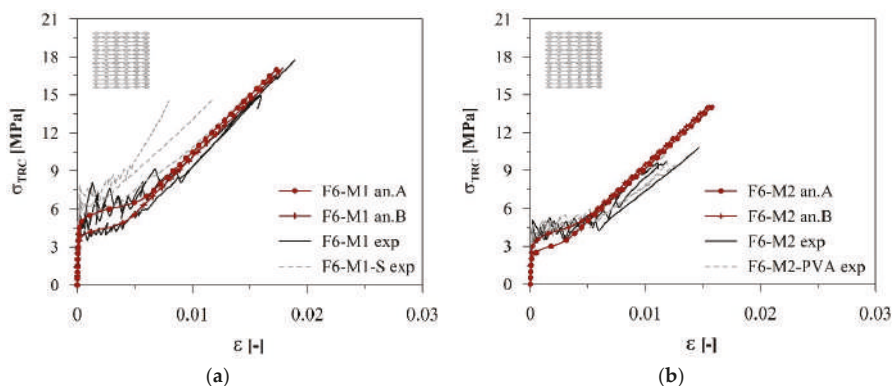 21
18
15
12
9
6
3
0
σTRC [MPa]
F6-M1 an.A
F6-M1 an.B
F6-M1 exp
F6-M1-S exp
0
0.01
0.02
0.03
ε [-]
(a)
21
18
15
12
9
6
3
0
σTRC [MPa]
F6-M2 an.A
F6-M2 an.B
F6-M2 exp
F6-M2-PVA exp
0
0.01
0.02
0.03
ε [-]
(b)